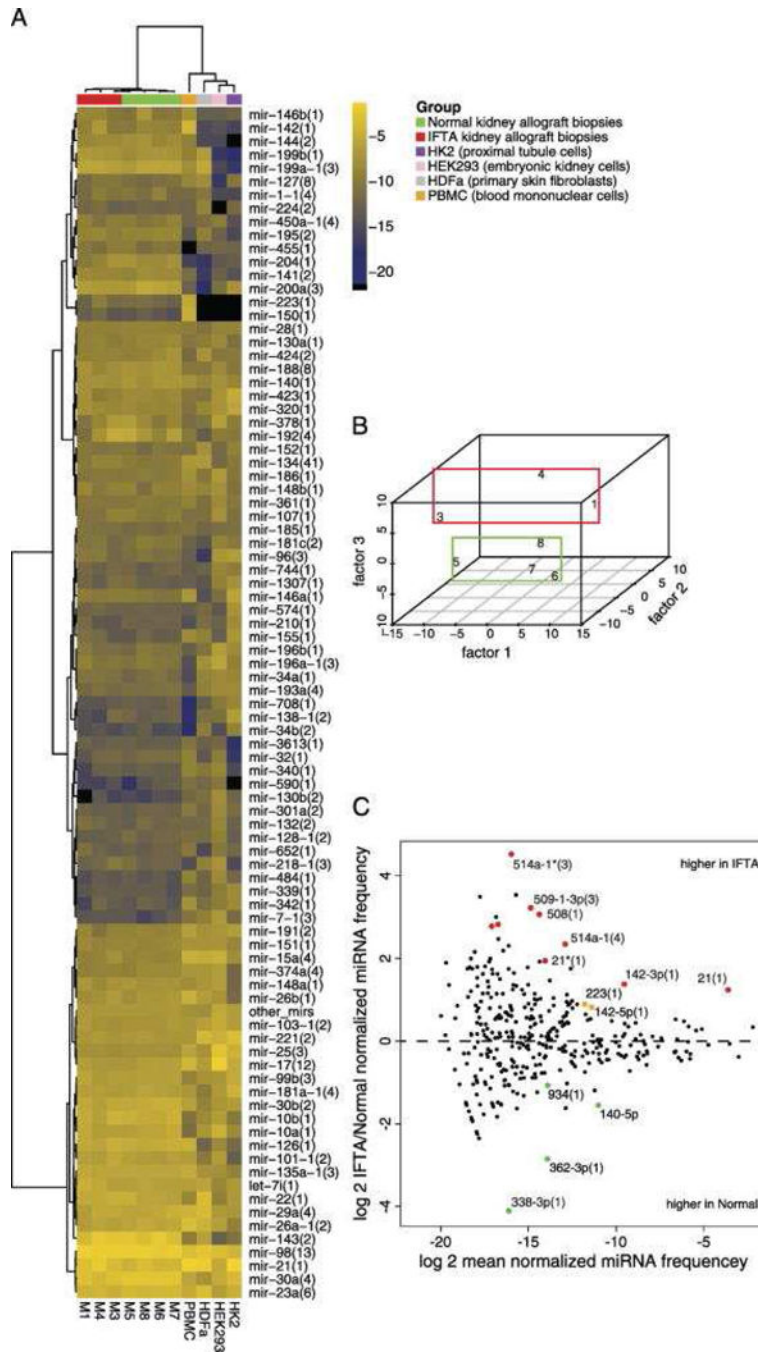 A
mir-146b(1)
mir-142(1)
mir-144(2)
mir-199b(1)
mir-199a-1(3)
mir-127(8)
mir-1-1(4)
mir-224(2)
mir-450a-1(4)
mir-195(2)
mir-455(1)
mir-204(1)
mir-141(2)
mir-200a(3)
mir-223(1)
mir-150(1)
mir-28(1)
mir-130a(1)
mir-424(2)
mir-188(8)
mir-140(1)
mir-423(1)
mir-320(1)
mir-378(1)
mir-192(4)
mir-152(1)
mir-134(41)
mir-186(1)
mir-148b(1)
mir-361(1)
mir-107(1)
mir-185(1)
mir-181c(2)
mir-96(3)
mir-744(1)
mir-1307(1)
mir-146a(1)
mir-574(1)
mir-210(1)
mir-155(1)
mir-196b(1)
mir-196a-1(3)
mir-34a(1)
mir-193a(4)
mir-708(1)
mir-138-1(2)
mir-34b(2)
mir-3613(1)
mir-32(1)
mir-340(1)
mir-590(1)
mir-130b(2)
mir-301a(2)
mir-132(2)
mir-128-1(2)
mir-652(1)
mir-218-1(3)
mir-484(1)
mir-339(1)
mir-342(1)
mir-7-1(3)
mir-191(2)
mir-151(1)
mir-15a(4)
mir-374a(4)
mir-148a(1)
mir-26b(1)
other_mirs
mir-103-1(2)
mir-221(2)
mir-25(3)
mir-17(12)
mir-99b(3)
mir-181a-1(4)
mir-30b(2)
mir-10b(1)
mir-10a(1)
mir-126(1)
mir-101-1(2)
mir-135a-1(3)
let-7i(1)
mir-22(1)
mir-29a(4)
mir-26a-1(2)
mir-143(2)
mir-98(13)
mir-21(1)
mir-30a(4)
mir-23a(6)
M1 M4 M3 M5 M8 M6 M7 PBMC HDFa HEK293 HK2
-5
-10
-15
-20
Group
Normal kidney allograft biopsies
IFTA kidney allograft biopsies
HK2 (proximal tubule cells)
HEK293 (embryonic kidney cells)
HDFa (primary skin fibroblasts)
PBMC (blood mononuclear cells)
B
factor 3
10
5
0
-5
-10
-15 -10 -5 0 5 10 15
factor 1
-10 -5 0 5 10
factor 2
4
1
3
8
5
7
6
C
log 2 IFTA/Normal normalized miRNA frequency
4
2
0
-2
-4
514a-1*(3)
higher in IFTA
509-1-3p(3)
508(1)
514a-1(4)
21*(1)
142-3p(1)
21(1)
223(1)
142-5p(1)
934(1)
140-5p
362-3p(1)
338-3p(1)
higher in Normal
-20 -15 -10 -5
log 2 mean normalized miRNA frequencey